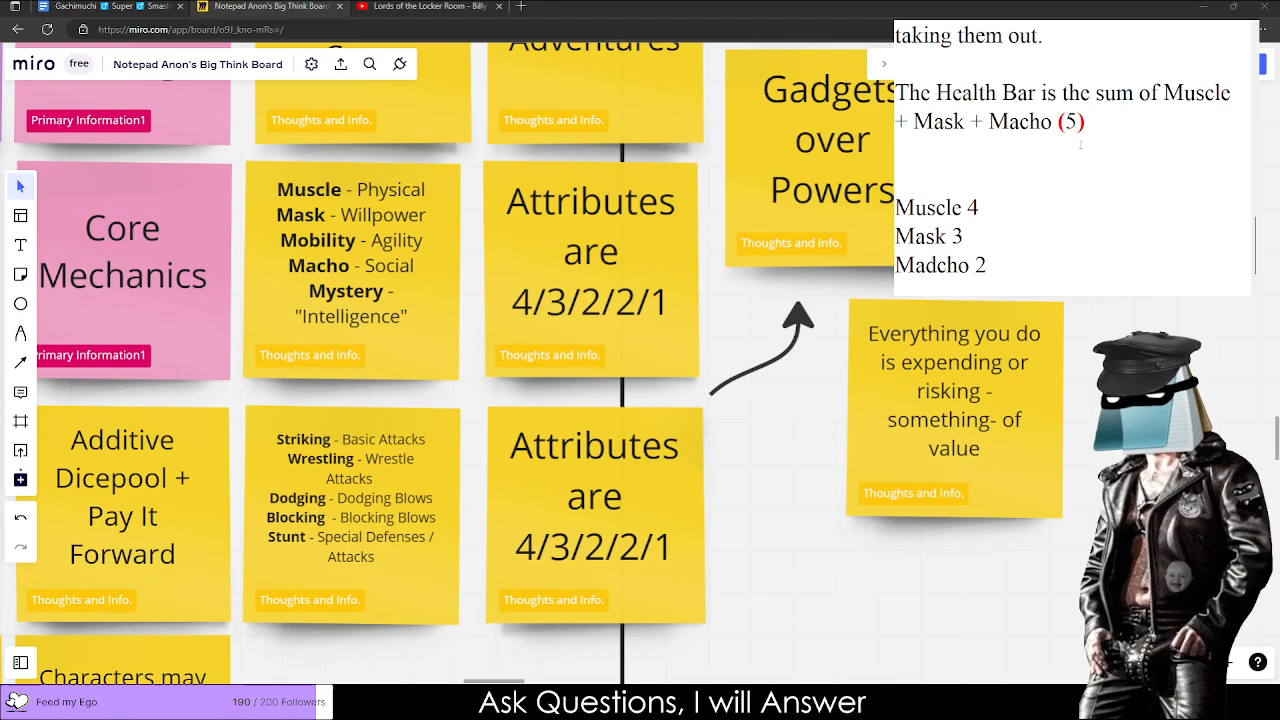 Gachimuchi
Super
Smash
Notepad Anon's Big Think Board
Lords of the Locker Room - Billy
https://miro.com/app/board/o9J_kno-mRs=/
miro
free
Notepad Anon's Big Think Board
Adventures
Primary Information1
Thoughts and Info.
Thoughts and Info.
Gadgets
over
Powers
Thoughts and Info.
taking them out.
The Health Bar is the sum of Muscle
+ Mask + Macho (5)
Muscle 4
Mask 3
Madcho 2
Core
Mechanics
Primary Information1
Muscle - Physical
Mask - Willpower
Mobility - Agility
Macho - Social
Mystery -
"Intelligence"
Thoughts and Info.
Attributes
are
4/3/2/2/1
Thoughts and Info.
Everything you do
is expending or
risking -
something- of
value
Thoughts and Info.
Additive
Dicepool +
Pay It
Forward
Thoughts and Info.
Striking - Basic Attacks
Wrestling - Wrestle
Attacks
Dodging - Dodging Blows
Blocking - Blocking Blows
Stunt - Special Defenses /
Attacks
Thoughts and Info.
Attributes
are
4/3/2/2/1
Thoughts and Info.
Characters may
Feed my Ego
190 / 200 Followers
Ask Questions, I will Answer